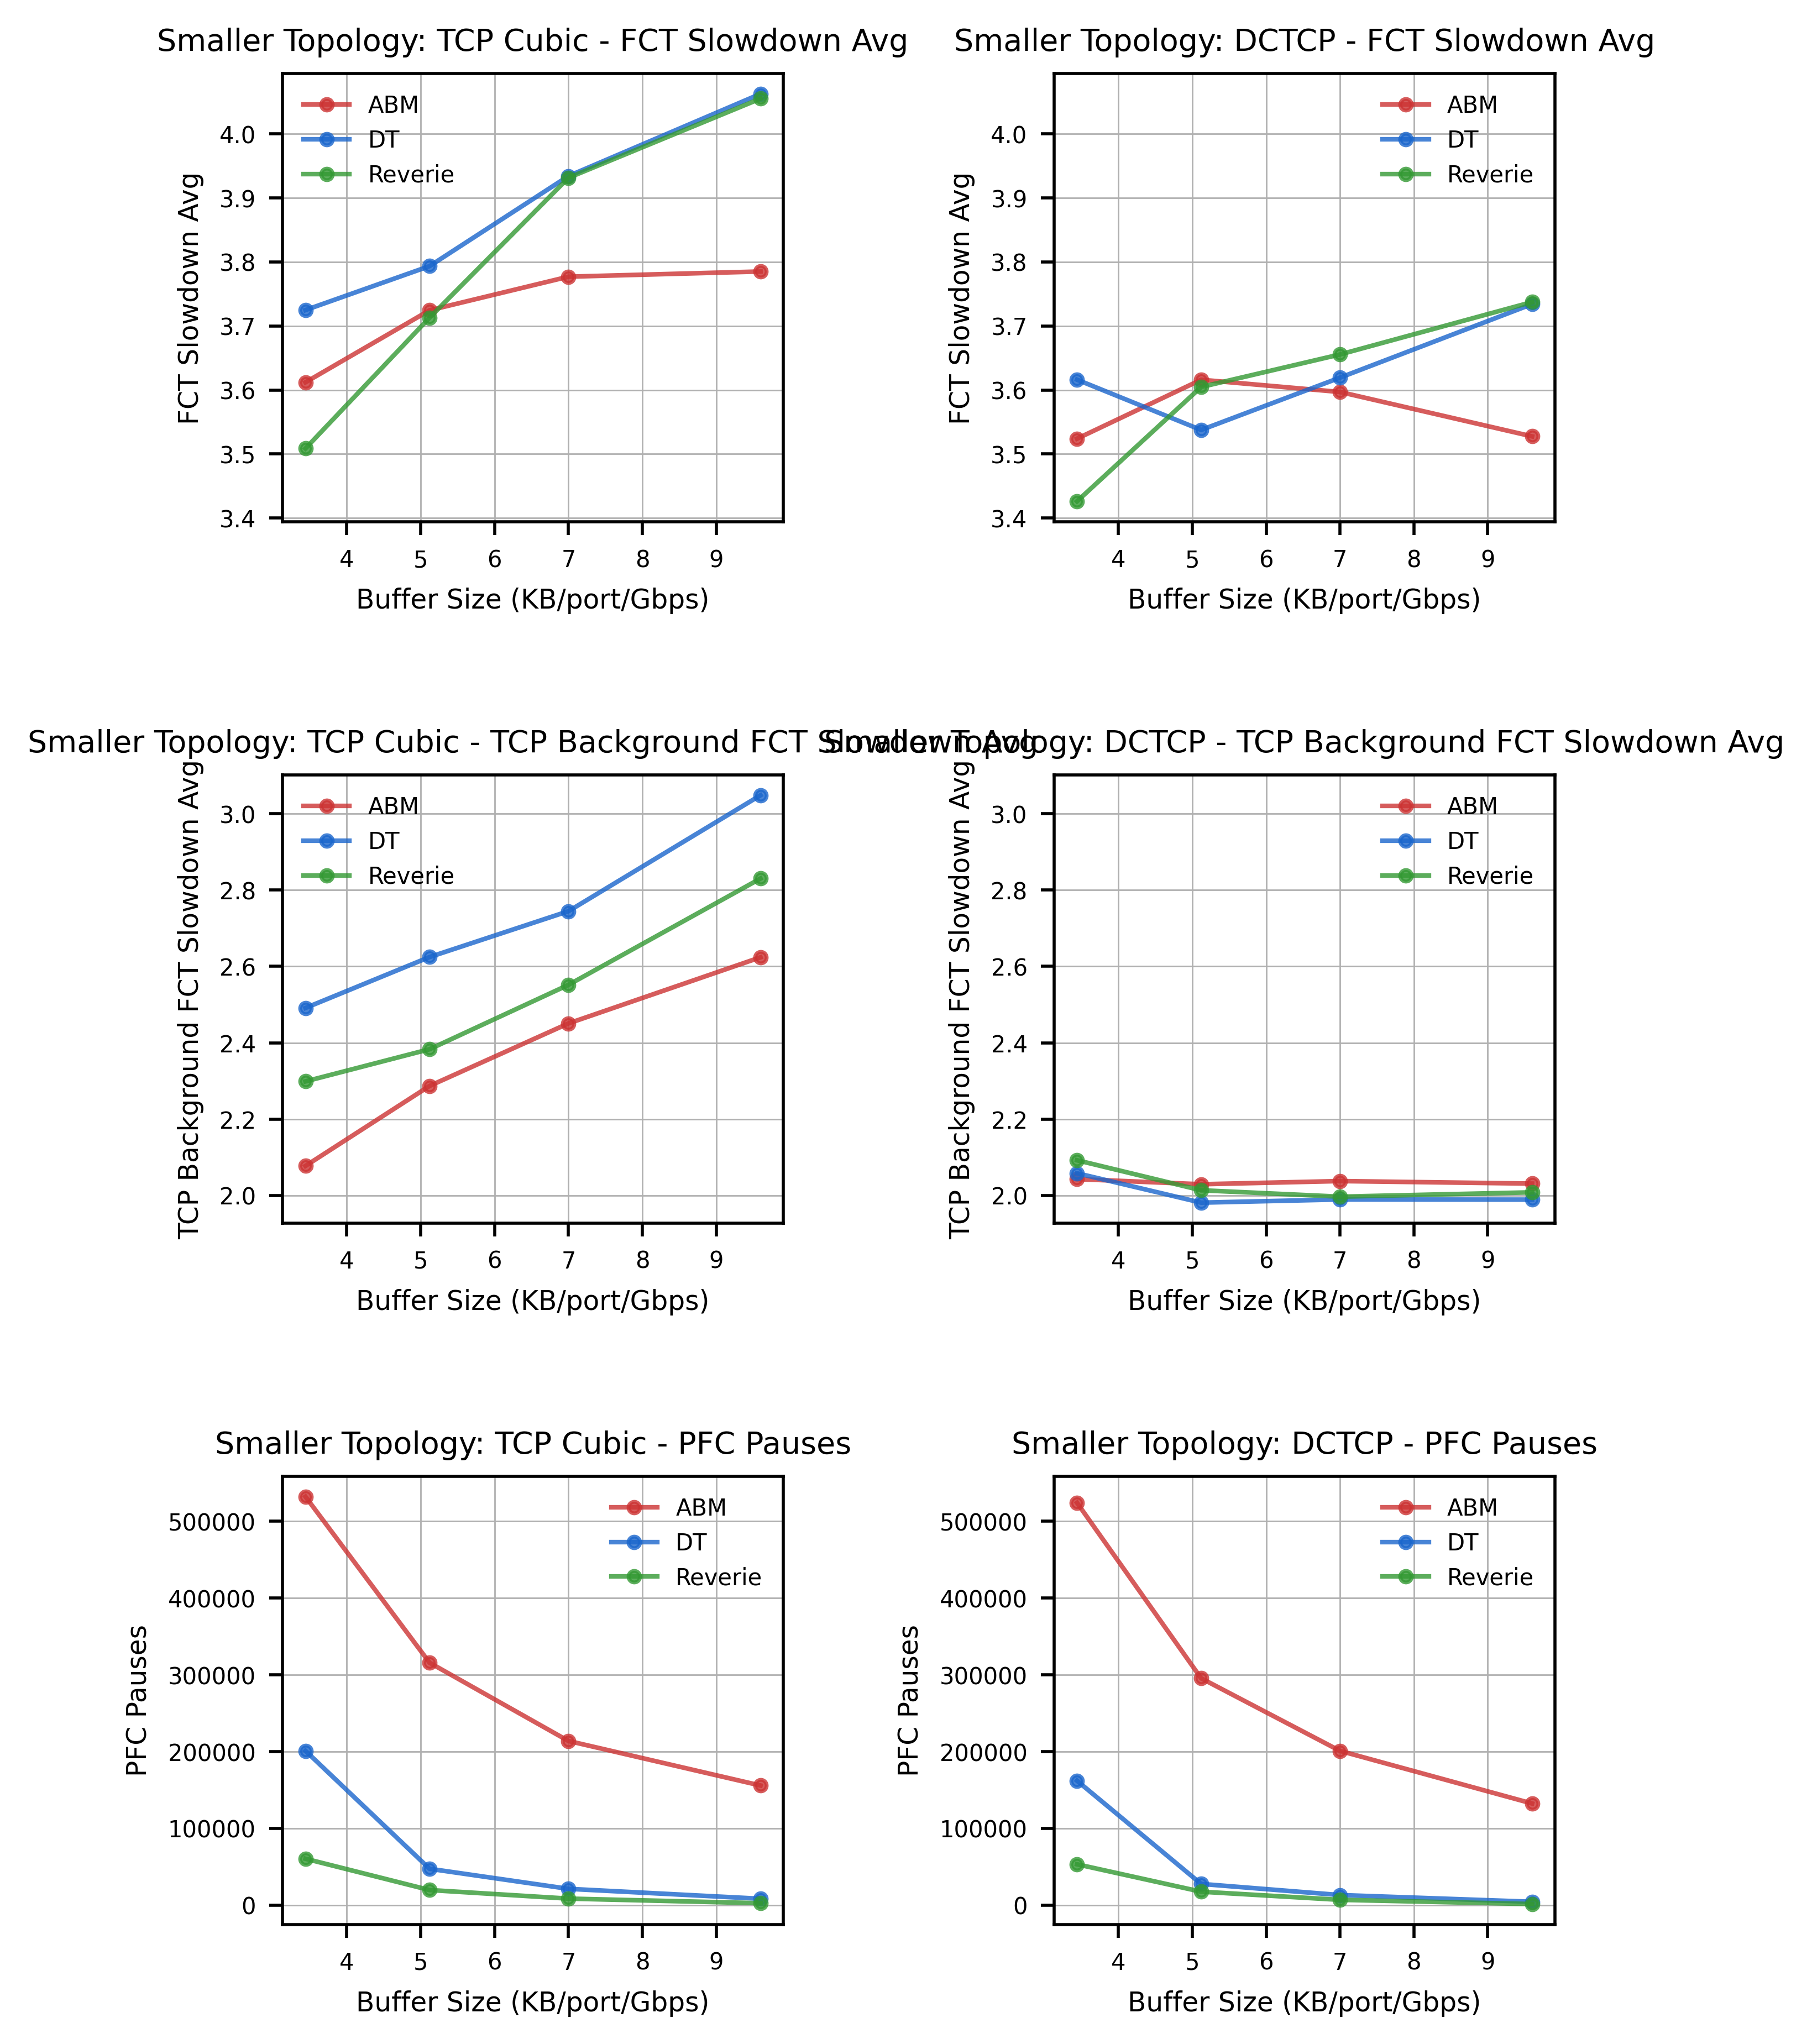 Smaller Topology: TCP Cubic - FCT Slowdown Avg
FCT Slowdown Avg
4.0
3.9
3.8
3.7
3.6
3.5
3.4
ABM
DT
Reverie
4 5 6 7 8 9
Buffer Size (KB/port/Gbps)
Smaller Topology: DCTCP - FCT Slowdown Avg
FCT Slowdown Avg
4.0
3.9
3.8
3.7
3.6
3.5
3.4
ABM
DT
Reverie
4 5 6 7 8 9
Buffer Size (KB/port/Gbps)
Smaller Topology: TCP Cubic - TCP Background FCT Slowdown Avg
TCP Background FCT Slowdown Avg
3.0
2.8
2.6
2.4
2.2
2.0
ABM
DT
Reverie
4 5 6 7 8 9
Buffer Size (KB/port/Gbps)
Smaller Topology: DCTCP - TCP Background FCT Slowdown Avg
TCP Background FCT Slowdown Avg
3.0
2.8
2.6
2.4
2.2
2.0
ABM
DT
Reverie
4 5 6 7 8 9
Buffer Size (KB/port/Gbps)
Smaller Topology: TCP Cubic - PFC Pauses
PFC Pauses
500000
400000
300000
200000
100000
0
ABM
DT
Reverie
4 5 6 7 8 9
Buffer Size (KB/port/Gbps)
Smaller Topology: DCTCP - PFC Pauses
PFC Pauses
500000
400000
300000
200000
100000
0
ABM
DT
Reverie
4 5 6 7 8 9
Buffer Size (KB/port/Gbps)